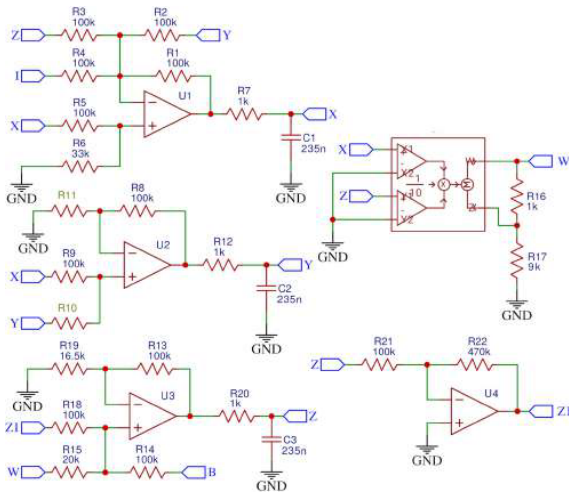 R3 R2
Z 100k 100k Y
R4 R1
I 100k 100k
R5 U1 R7
X 100k 1k X
R6 C1
33k 235n
GND GND
X X1 W W
X2 1
10
Z Y1 Z
Y2
R16
1k
R17
9k
GND GND
R11 R8
100k
GND U2 R12
R9 1k Y
X 100k
R10 C2
Y 235n
GND
R19 R13
16.5k 100k
GND U3 R20
R18 1k Z
ZI 100k
R15 R14 C3
W 20k 100k B 235n
GND
R21 R22
Z 100k 470k
U4
ZI
GND